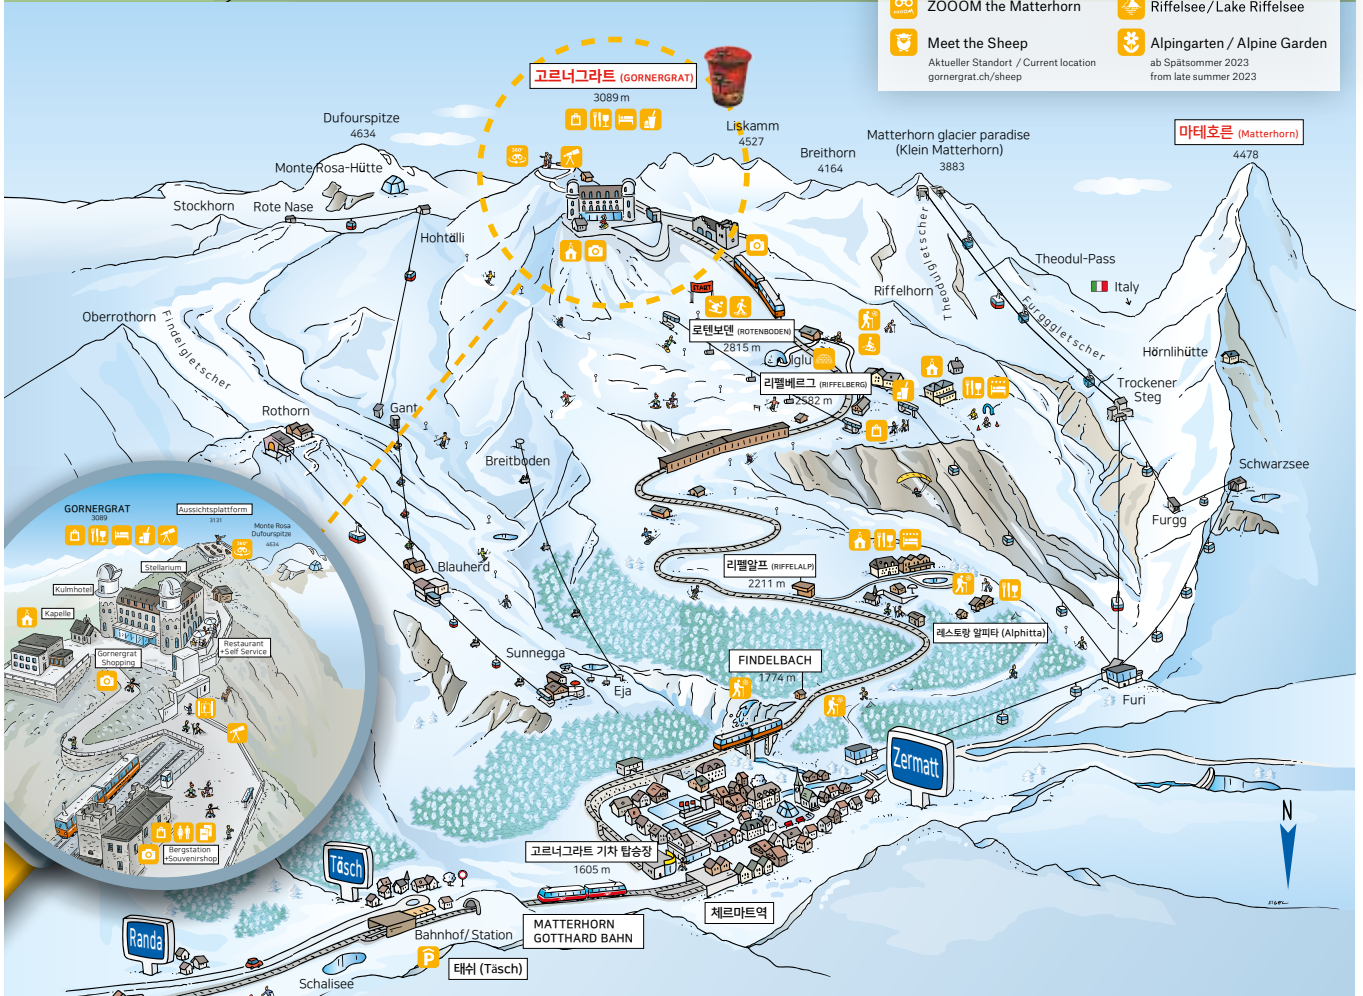 ZOOOM the Matterhorn
Riffelsee/Lake Riffelsee
Meet the Sheep
Aktueller Standort / Current location
gornergrat.ch/sheep
Alpingarten / Alpine Garden
ab Spätsommer 2023
from late summer 2023
고르너그라트 (GORNERGRAT)
3089 m
360°
Dufourspitze
4634
Liskamm
4527
Breithorn
4164
Matterhorn glacier paradise
(Klein Matterhorn)
3883
마테호른 (Matterhorn)
4478
Monte Rosa-Hütte
Stockhorn
Rote Nase
Hohtälli
Theodulgletscher
Theodul-Pass
Italy
Riffelhorn
Furggletscher
START
Oberrothorn
Findelgletscher
로텐보덴 (ROTENBODEN)
2815 m
Iglu
리펠베르그 (RIFFELBERG)
2582 m
Hörnlihütte
Trockener
Steg
Rothorn
Gant
Breitboden
Schwarzsee
Furgg
GORNERGRAT
3089
Aussichtsplattform
3131
Monte Rosa
Dufourspitze
4634
360°
Stellarium
Kulmhotel
Kapelle
Gornergrat
Shopping
Restaurant
+Self Service
Bergstation
+Souvenirshop
Blauherd
리펠알프 (RIFFELALP)
2211 m
레스토랑 알피타 (Alphitta)
Sunnegga
Eja
FINDELBACH
1774 m
Furi
Zermatt
N
고르너그라트 기차 탑승장
1605 m
Täsch
체르마트역
MATTERHORN
GOTTHARD BAHN
Randa
Bahnhof/Station
P
태쉬 (Täsch)
Schalisee